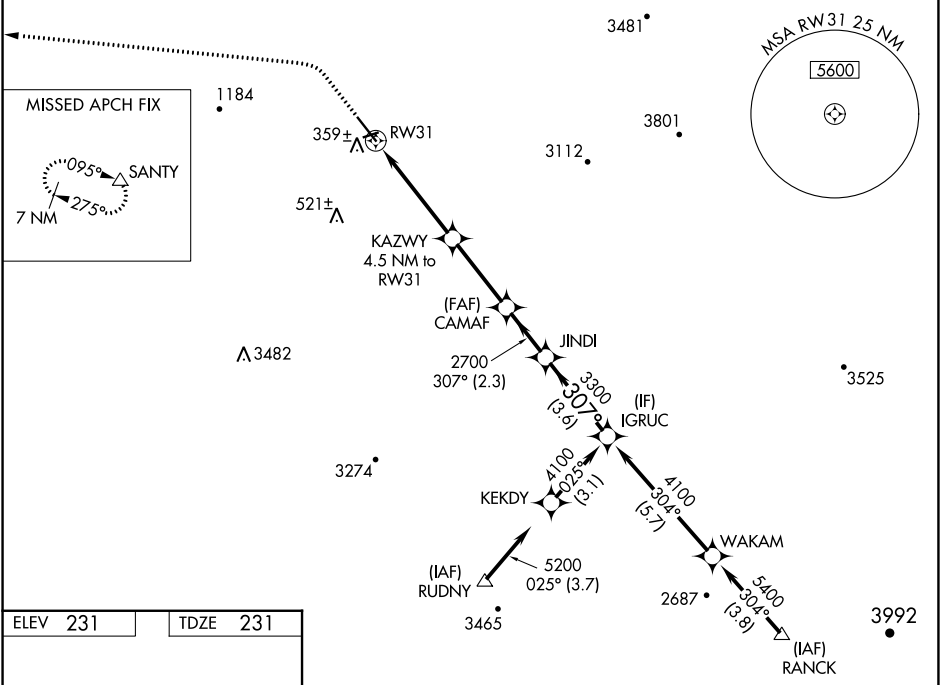 3481
MSA RW31 25 NM
5600
MISSED APCH FIX
095°
SANTY
275°
7 NM
1184
359±
RW31
3112
3801
521±
KAZWY
4.5 NM to
RW31
(FAF)
CAMAF
JINDI
3482
2700
307° (2.3)
3300
307°
(3.6)
(IF)
IGRUC
3525
3274
KEKDY
4100
025°
(3.1)
4100
304°
(5.7)
WAKAM
(IAF)
RUDNY
5200
025° (3.7)
3465
2687
5400
304°
(3.8)
3992
(IAF)
RANCK
ELEV 231
TDZE 231